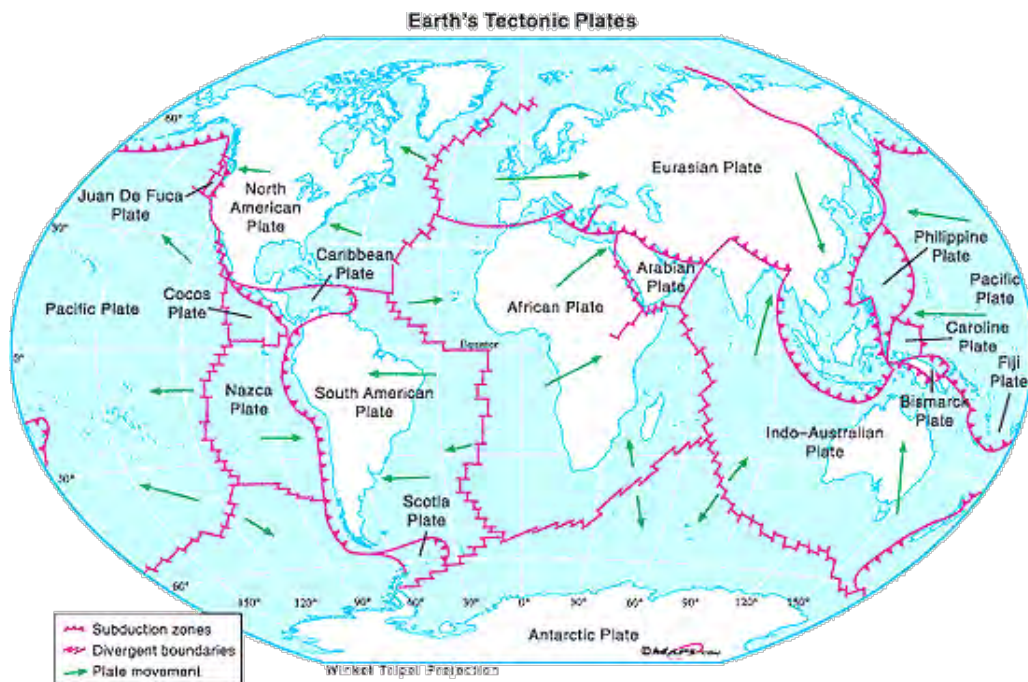 Earth's Tectonic Plates
60°
Juan De Fuca
Plate
North
American
Plate
Eurasian Plate
30°
Caribbean
Plate
Philippine
Plate
Arabian
Plate
Pacific Plate
Cocos
Plate
African Plate
Pacific
Plate
Caroline
Plate
Equator
0°
Fiji
Plate
Nazca
Plate
South American
Plate
Bismarck
Plate
Indo-Australian
Plate
30°
Scotia
Plate
60°
150° 120° 90° 60° 30° 0° 30° 60° 90° 120° 150°
Antarctic Plate
Subduction zones
Divergent boundaries
Plate movement
Winkel Tripel Projection